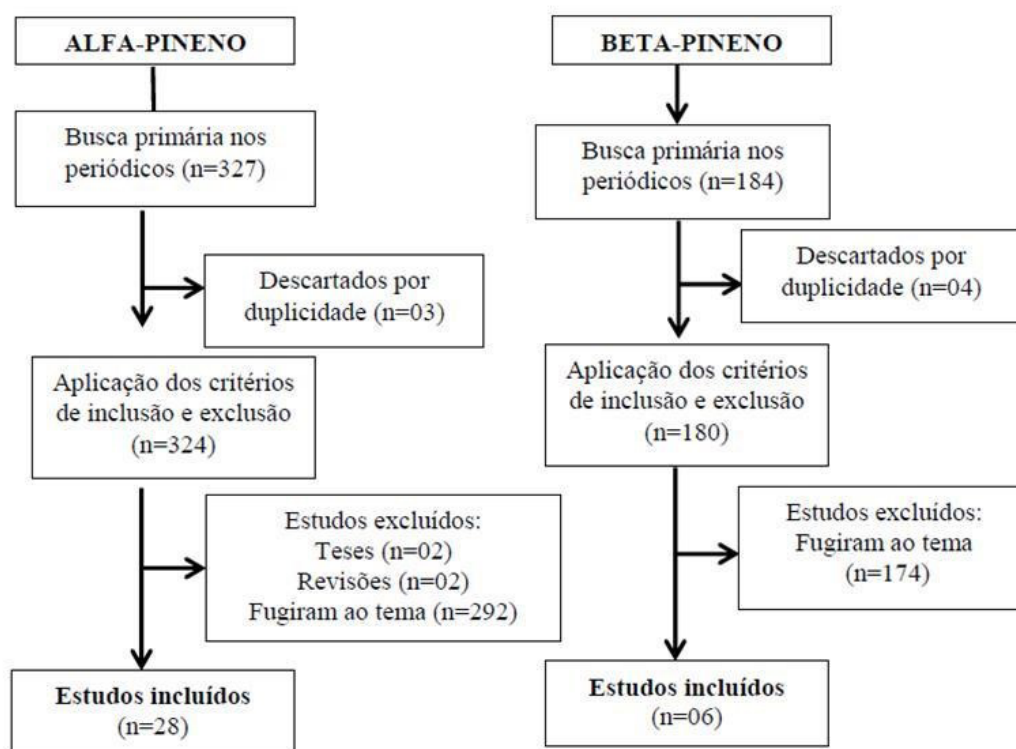 ALFA-PINENO
Busca primária nos
periódicos (n=327)
Descartados por
duplicidade (n=03)
Aplicação dos critérios
de inclusão e exclusão
(n=324)
Estudos excluídos:
Teses (n=02)
Revisões (n=02)
Fugiram ao tema (n=292)
Estudos incluídos
(n=28)
BETA-PINENO
Busca primária nos
periódicos (n=184)
Descartados por
duplicidade (n=04)
Aplicação dos critérios
de inclusão e exclusão
(n=180)
Estudos excluídos:
Fugiram ao tema
(n=174)
Estudos incluídos
(n=06)